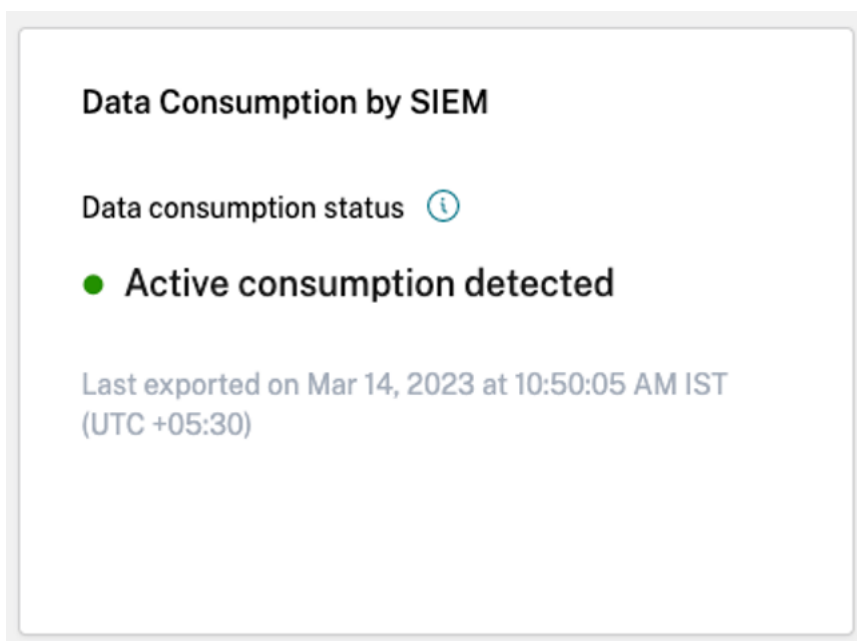 Data Consumption by SIEM
Data consumption status
Active consumption detected
Last exported on Mar 14, 2023 at 10:50:05 AM IST
(UTC +05:30)